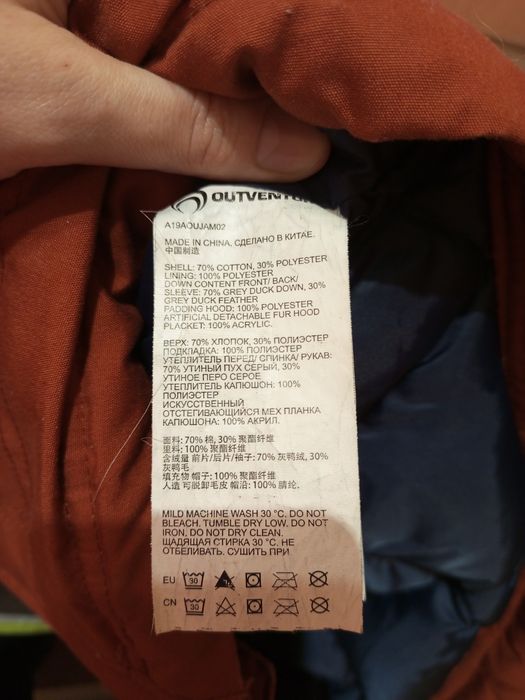 OUTVENTURE
A19AOUJAM02
MADE IN CHINA. СДЕЛАНО В КИТАЕ.
中国制造
SHELL: 70% COTTON, 30% POLYESTER
LINING: 100% POLYESTER
DOWN CONTENT FRONT/ BACK/
SLEEVE: 70% GREY DUCK DOWN, 30%
GREY DUCK FEATHER
PADDING HOOD: 100% POLYESTER
ARTIFICIAL DETACHABLE FUR HOOD
PLACKET: 100% ACRYLIC.
ВЕРХ: 70% ХЛОПОК, 30% ПОЛИЭСТЕР
ПОДКЛАДКА: 100% ПОЛИЭСТЕР
УТЕПЛИТЕЛЬ ПЕРЕД/ СПИНКА/ РУКАВ:
70% УТИНЫЙ ПУХ СЕРЫЙ, 30%
УТИНОЕ ПЕРО СЕРОЕ
УТЕПЛИТЕЛЬ КАПЮШОН: 100%
ПОЛИЭСТЕР
ИСКУССТВЕННЫЙ
ОТСТЕГИВАЮЩИЙСЯ МЕХ ПЛАНКА
КАПЮШОНА: 100% АКРИЛ.
面料: 70% 棉, 30% 聚酯纤维
里料: 100% 聚酯纤维
含绒量 前片/后片/袖子: 70% 灰鸭绒, 30%
灰鸭毛
填充物 帽子: 100% 聚酯纤维
人造 可脱卸毛皮 帽沿: 100% 腈纶.
MILD MACHINE WASH 30 °C. DO NOT
BLEACH. TUMBLE DRY LOW. DO NOT
IRON. DO NOT DRY CLEAN.
ЩАДЯЩАЯ СТИРКА 30 °C. НЕ
ОТБЕЛИВАТЬ. СУШИТЬ ПРИ
EU 30
CN 30